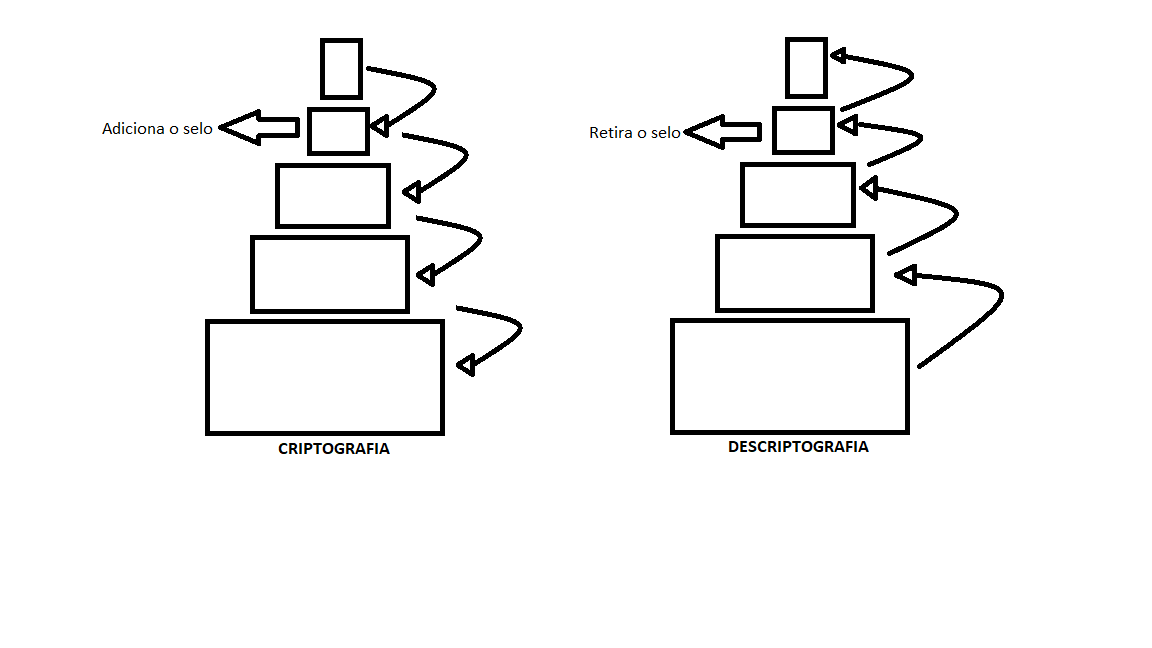 Adiciona o selo
Retira o selo
CRIPTOGRAFIA
DESCRIPTOGRAFIA